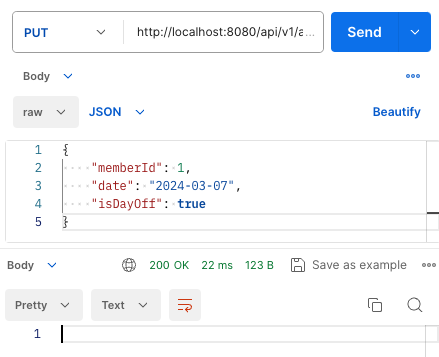 PUT http://localhost:8080/api/v1/a... Send
Body
raw JSON Beautify
1 {
2 "memberId": 1,
3 "date": "2024-03-07",
4 "isDayOff": true
5 }
Body 200 OK 22 ms 123 B Save as example
Pretty Text
1